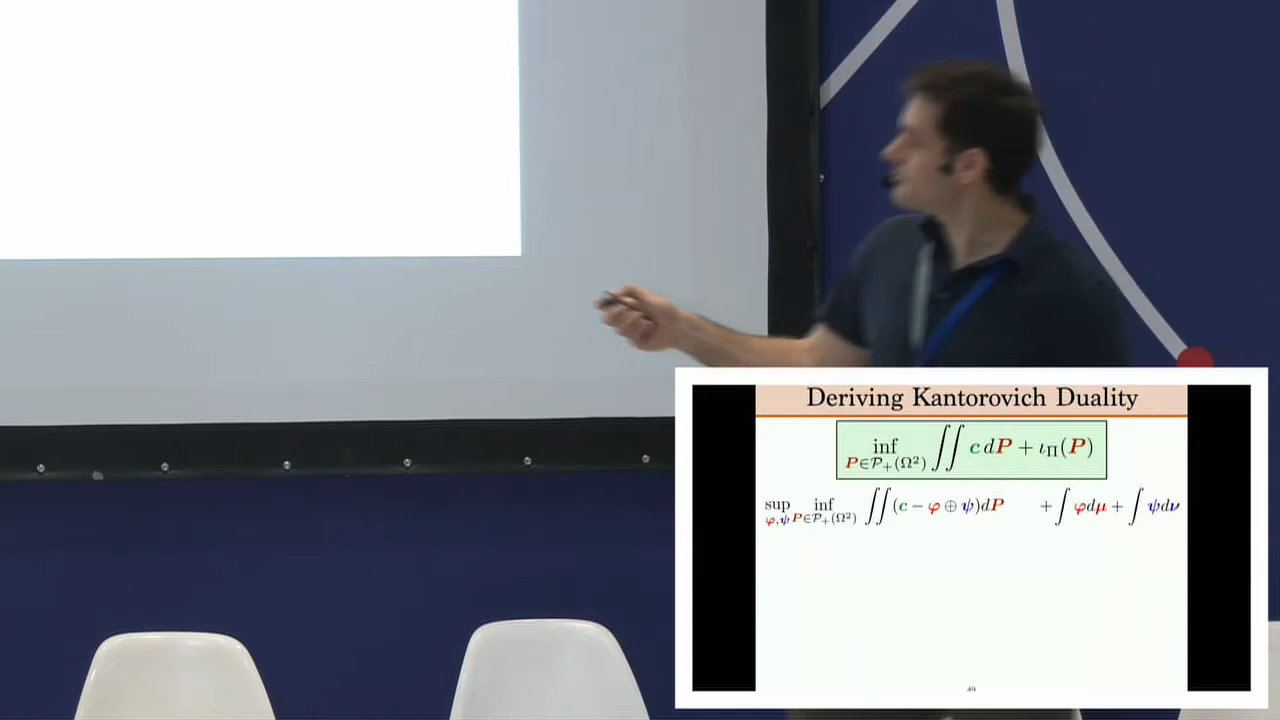 Deriving Kantorovich Duality
inf_{P∈𝒫₊(Ω²)} ∬ c dP + ι_Π(P)
sup_{φ,ψ} inf_{P∈𝒫₊(Ω²)} ∬ (c − φ ⊕ ψ)dP + ∫ φdμ + ∫ ψdν